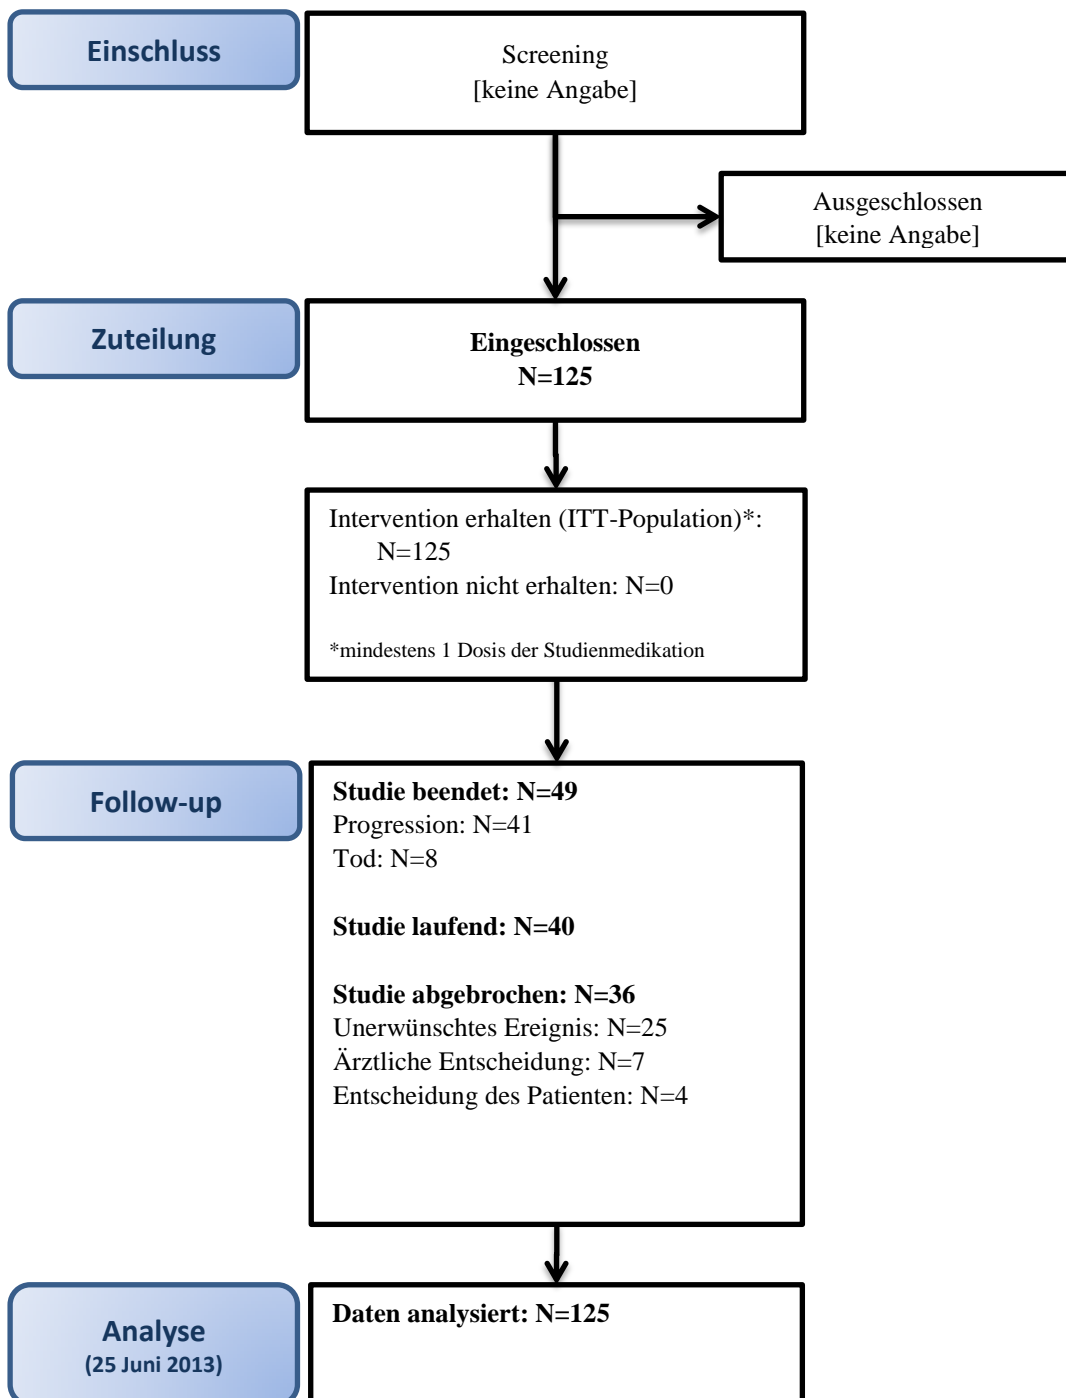 Einschluss
Screening
[keine Angabe]
Ausgeschlossen
[keine Angabe]
Zuteilung
Eingeschlossen
N=125
Intervention erhalten (ITT-Population)*:
N=125
Intervention nicht erhalten: N=0
*mindestens 1 Dosis der Studienmedikation
Follow-up
Studie beendet: N=49
Progression: N=41
Tod: N=8
Studie laufend: N=40
Studie abgebrochen: N=36
Unerwünschtes Ereignis: N=25
Ärztliche Entscheidung: N=7
Entscheidung des Patienten: N=4
Analyse
(25 Juni 2013)
Daten analysiert: N=125